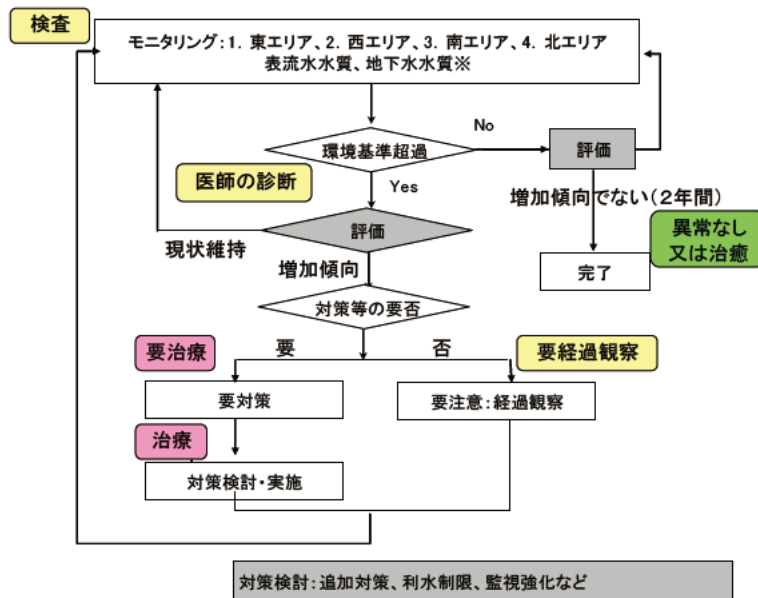 検査
モニタリング：1．東エリア、2．西エリア、3．南エリア、4．北エリア
表流水水質、地下水水質※
No
環境基準超過
評価
医師の診断
Yes
増加傾向でない（２年間）
評価
異常なし
又は治癒
現状維持
増加傾向
完了
対策等の要否
要治療
要
否
要経過観察
要対策
要注意：経過観察
治療
対策検討・実施
対策検討：追加対策、利水制限、監視強化など